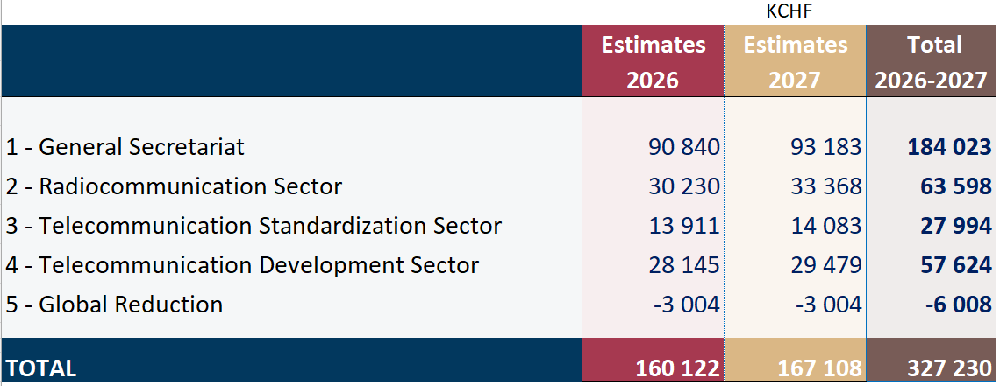 KCHF
Estimates Estimates Total
2026 2027 2026-2027
1 - General Secretariat 90 840 93 183 184 023
2 - Radiocommunication Sector 30 230 33 368 63 598
3 - Telecommunication Standardization Sector 13 911 14 083 27 994
4 - Telecommunication Development Sector 28 145 29 479 57 624
5 - Global Reduction -3 004 -3 004 -6 008
TOTAL 160 122 167 108 327 230